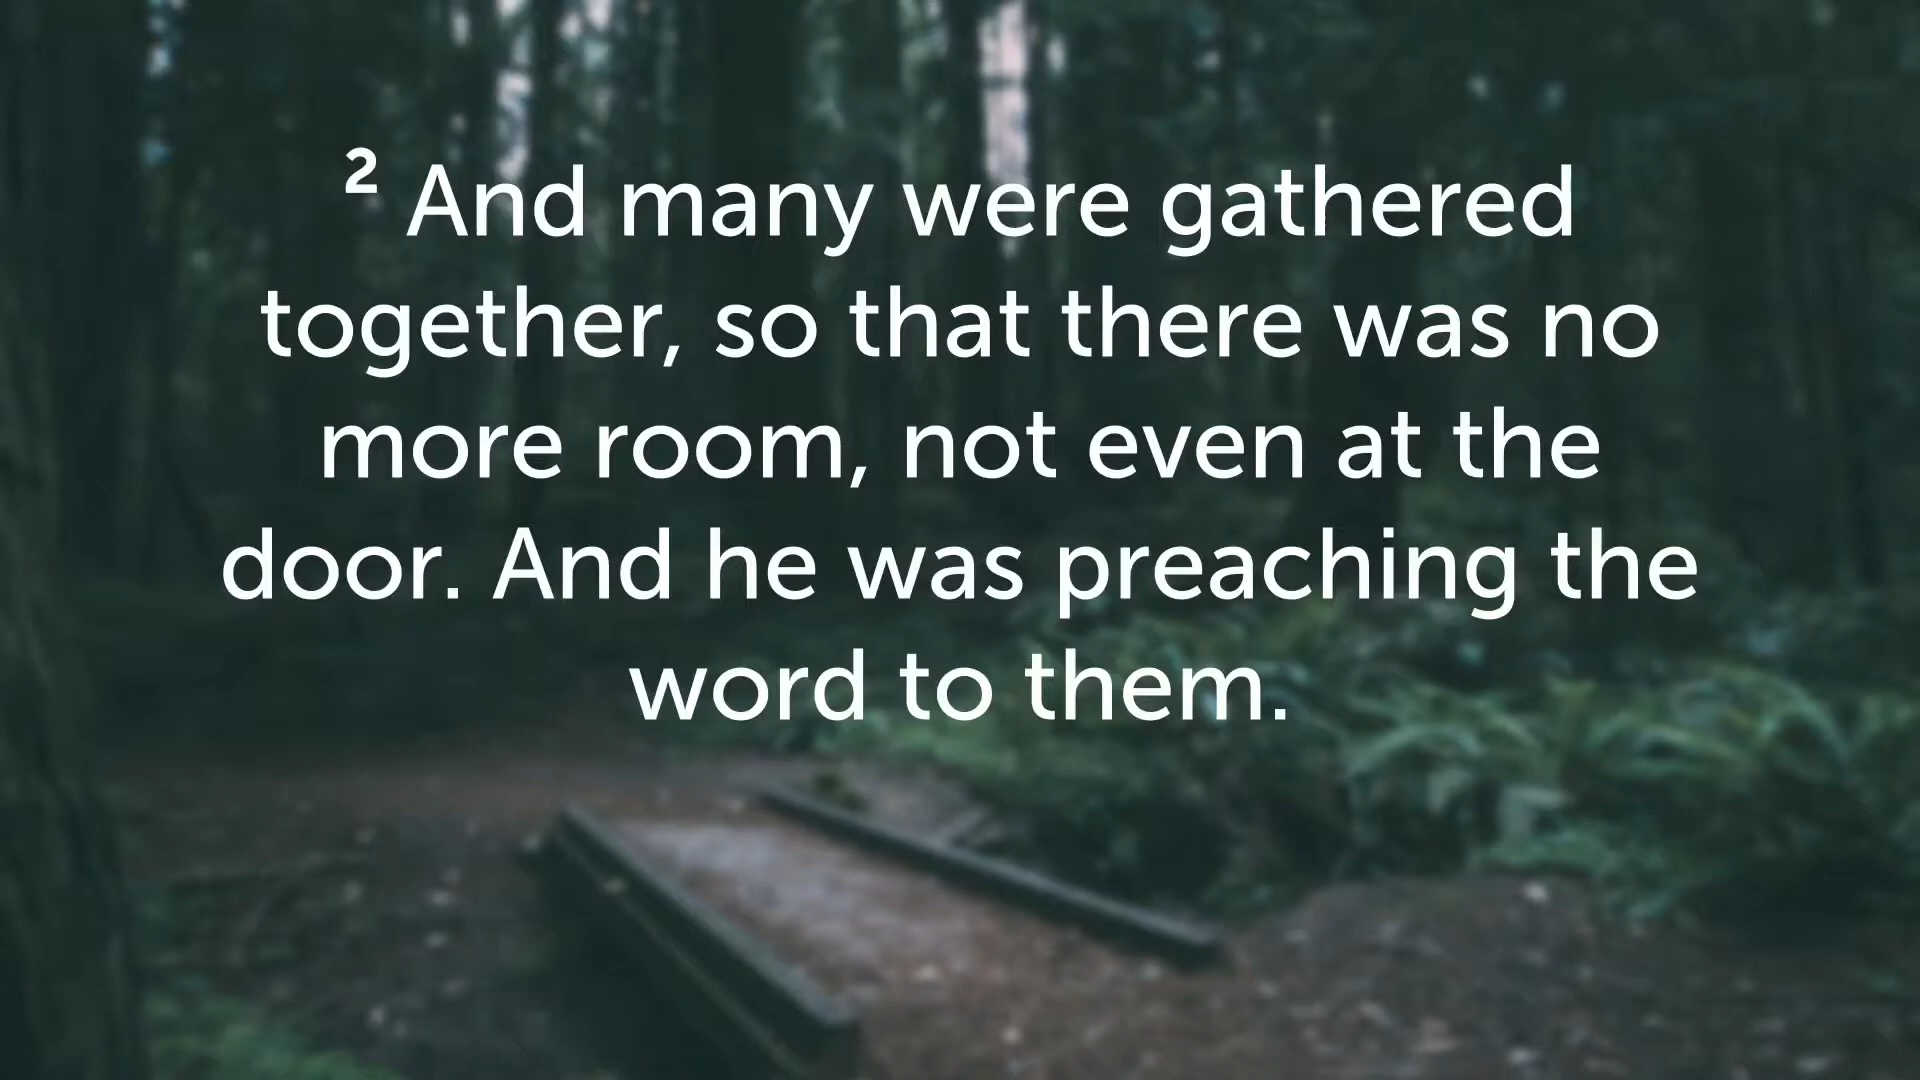 ² And many were gathered
together, so that there was no
more room, not even at the
door. And he was preaching the
word to them.